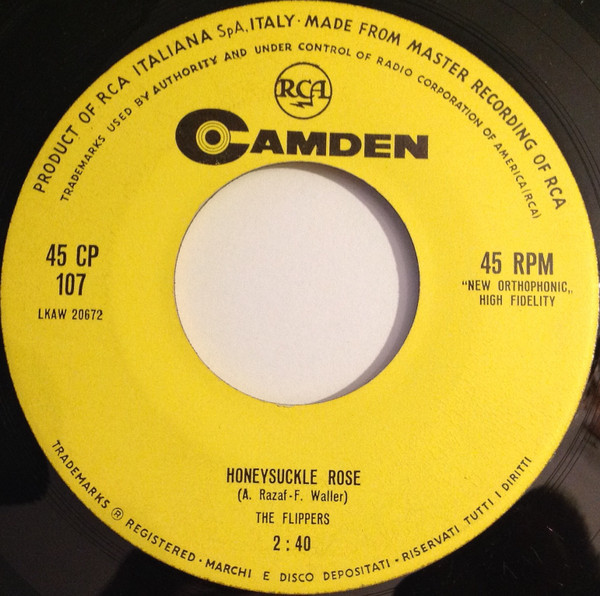 PRODUCT OF RCA ITALIANA SpA, ITALY · MADE FROM MASTER RECORDING OF RCA
TRADEMARKS USED BY AUTHORITY AND UNDER CONTROL OF RADIO CORPORATION OF AMERICA (RCA)
RCA
CAMDEN
45 CP
107
LKAW 20672
45 RPM
"NEW ORTHOPHONIC„
HIGH FIDELITY
HONEYSUCKLE ROSE
(A. Razaf-F. Waller)
THE FLIPPERS
2:40
TRADEMARKS ® REGISTERED · MARCHI E DISCO DEPOSITATI · RISERVATI TUTTI I DIRITTI